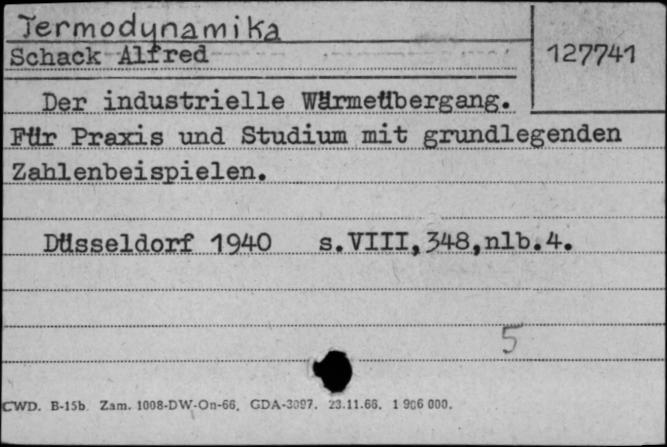 Termodynamika
Schack Alfred
127741
Der industrielle Wärmeübergang.
Für Praxis und Studium mit grundlegenden
Zahlenbeispielen.
Düsseldorf 1940 s.VIII,348,nlb.4.
5
CWD. B-15b. Zam. 1008-DW-On-66. GDA-3097. 23.11.66. 1 906 000.